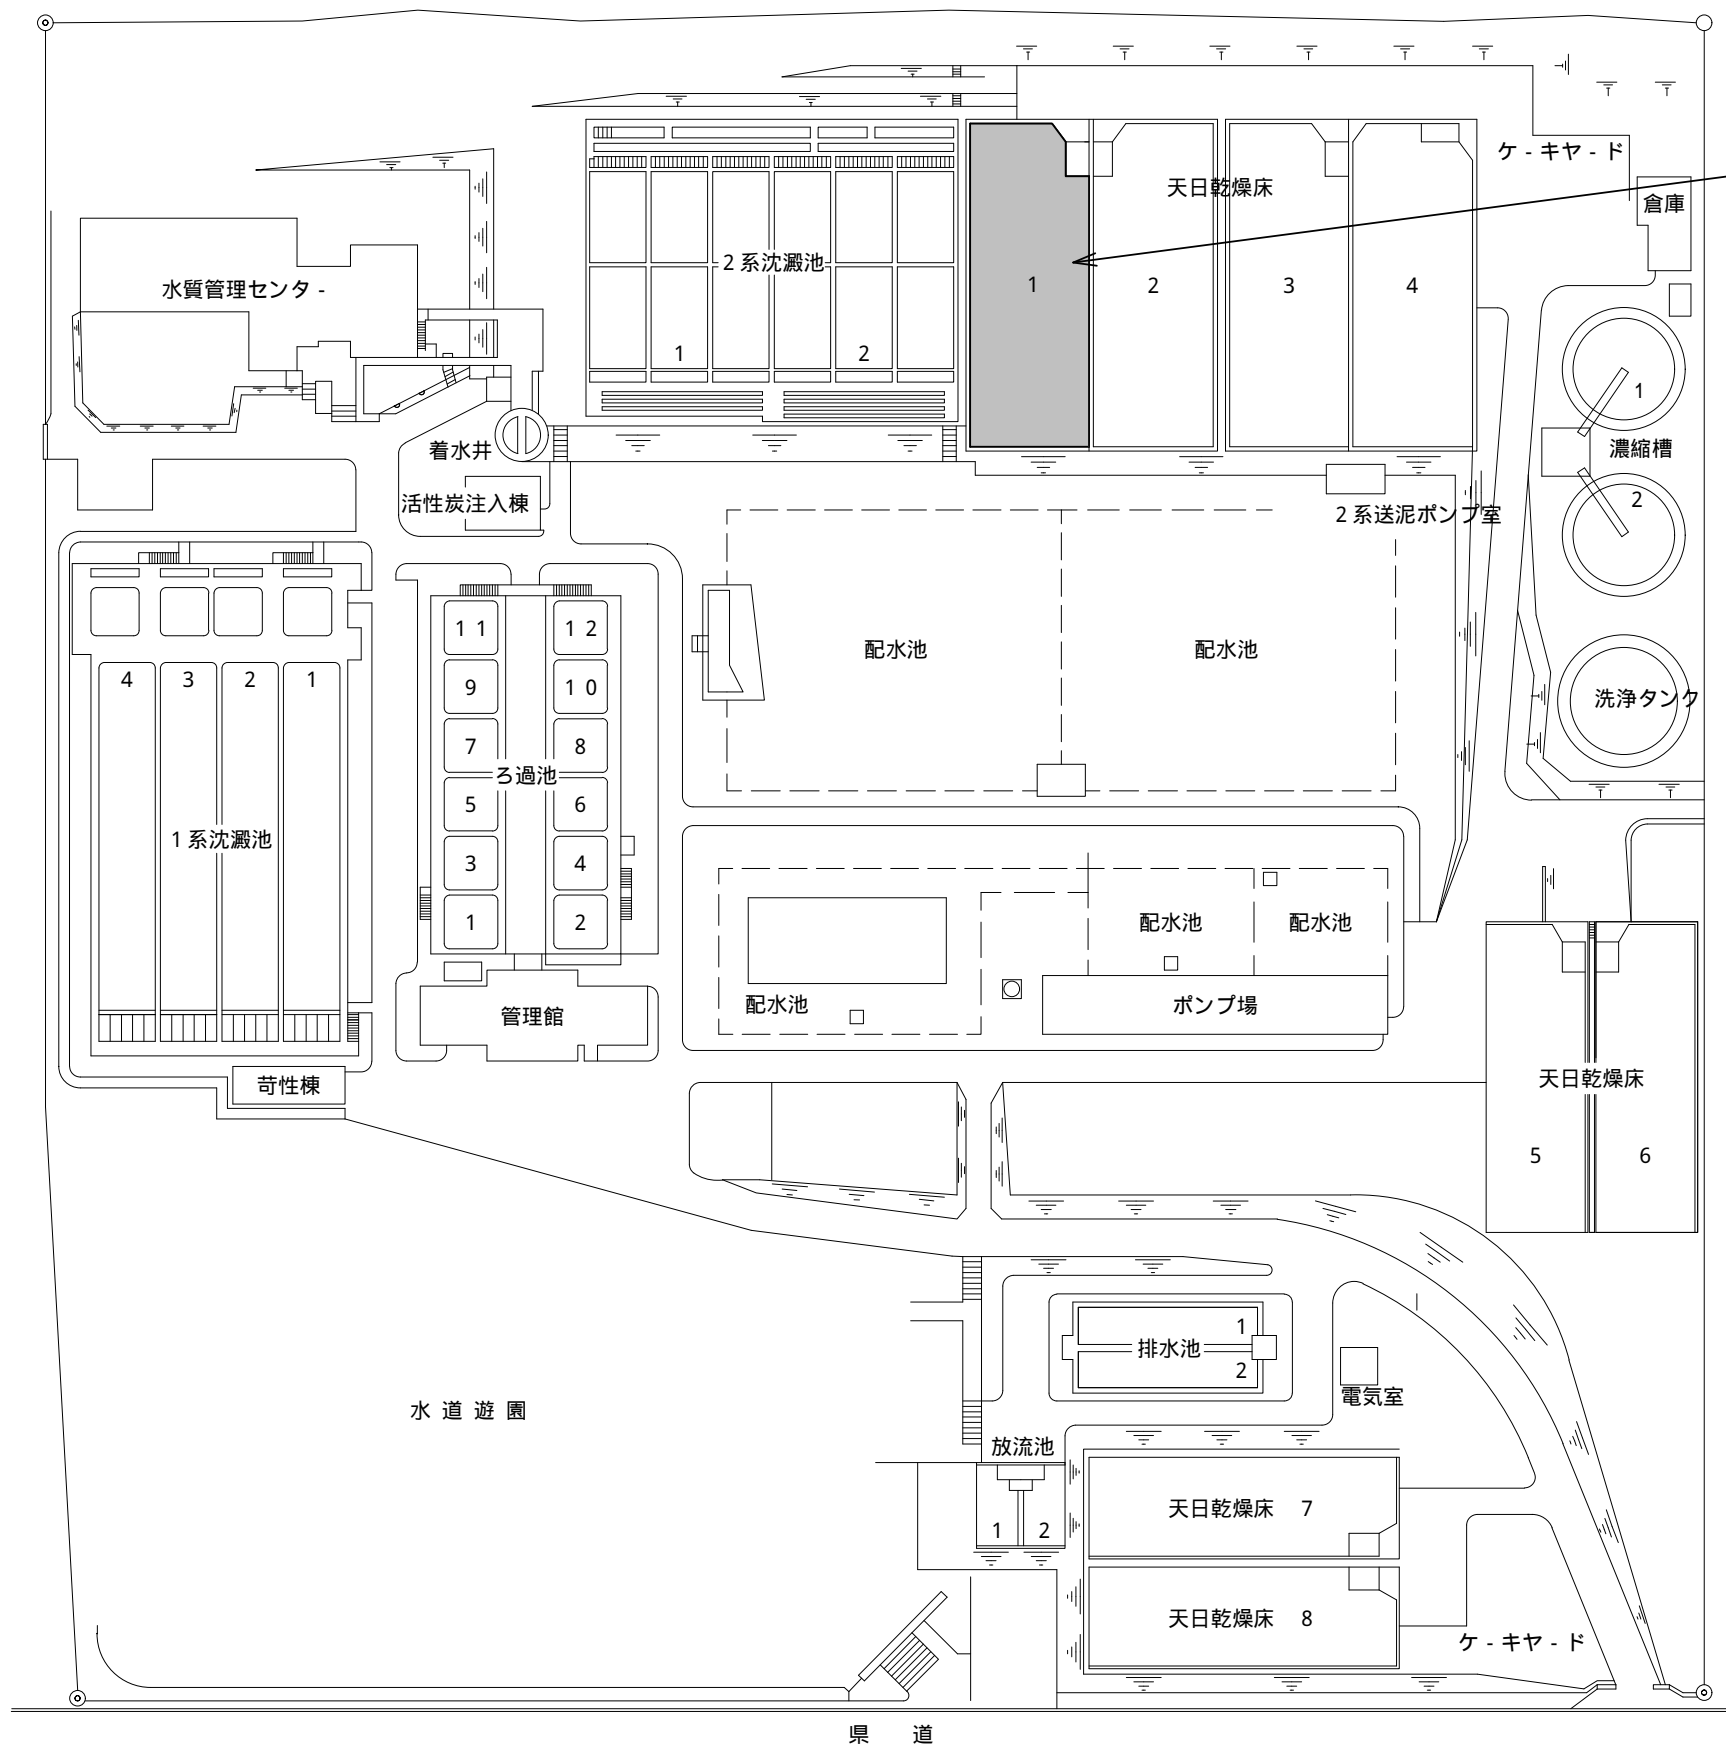 ケ - キヤ - ド
天日乾燥床
倉庫
2系沈澱池
水質管理センタ -
1 2 3 4
1 2
1
着水井
濃縮槽
活性炭注入棟
2
2系送泥ポンプ室
11 12
配水池 配水池
4 3 2 1
9 10
洗浄タンク
7 8
ろ過池
5 6
1系沈澱池
3 4
1 2
配水池 配水池
配水池
ポンプ場
管理館
天日乾燥床
苛性棟
5 6
1
排水池
2
電気室
水道遊園
放流池
天日乾燥床 7
1 2
天日乾燥床 8
ケ - キヤ - ド
県 道